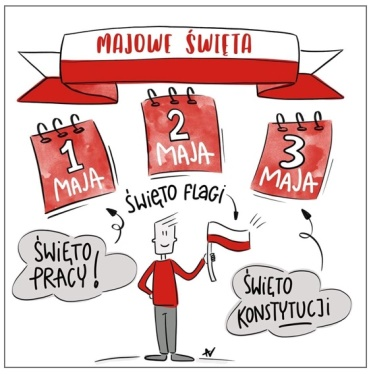 MAJOWE ŚWIĘTA
1
MAJA
2
MAJA
3
MAJA
ŚWIĘTO FLAGI
ŚWIĘTO
PRACY!
ŚWIĘTO
KONSTYTUCJI